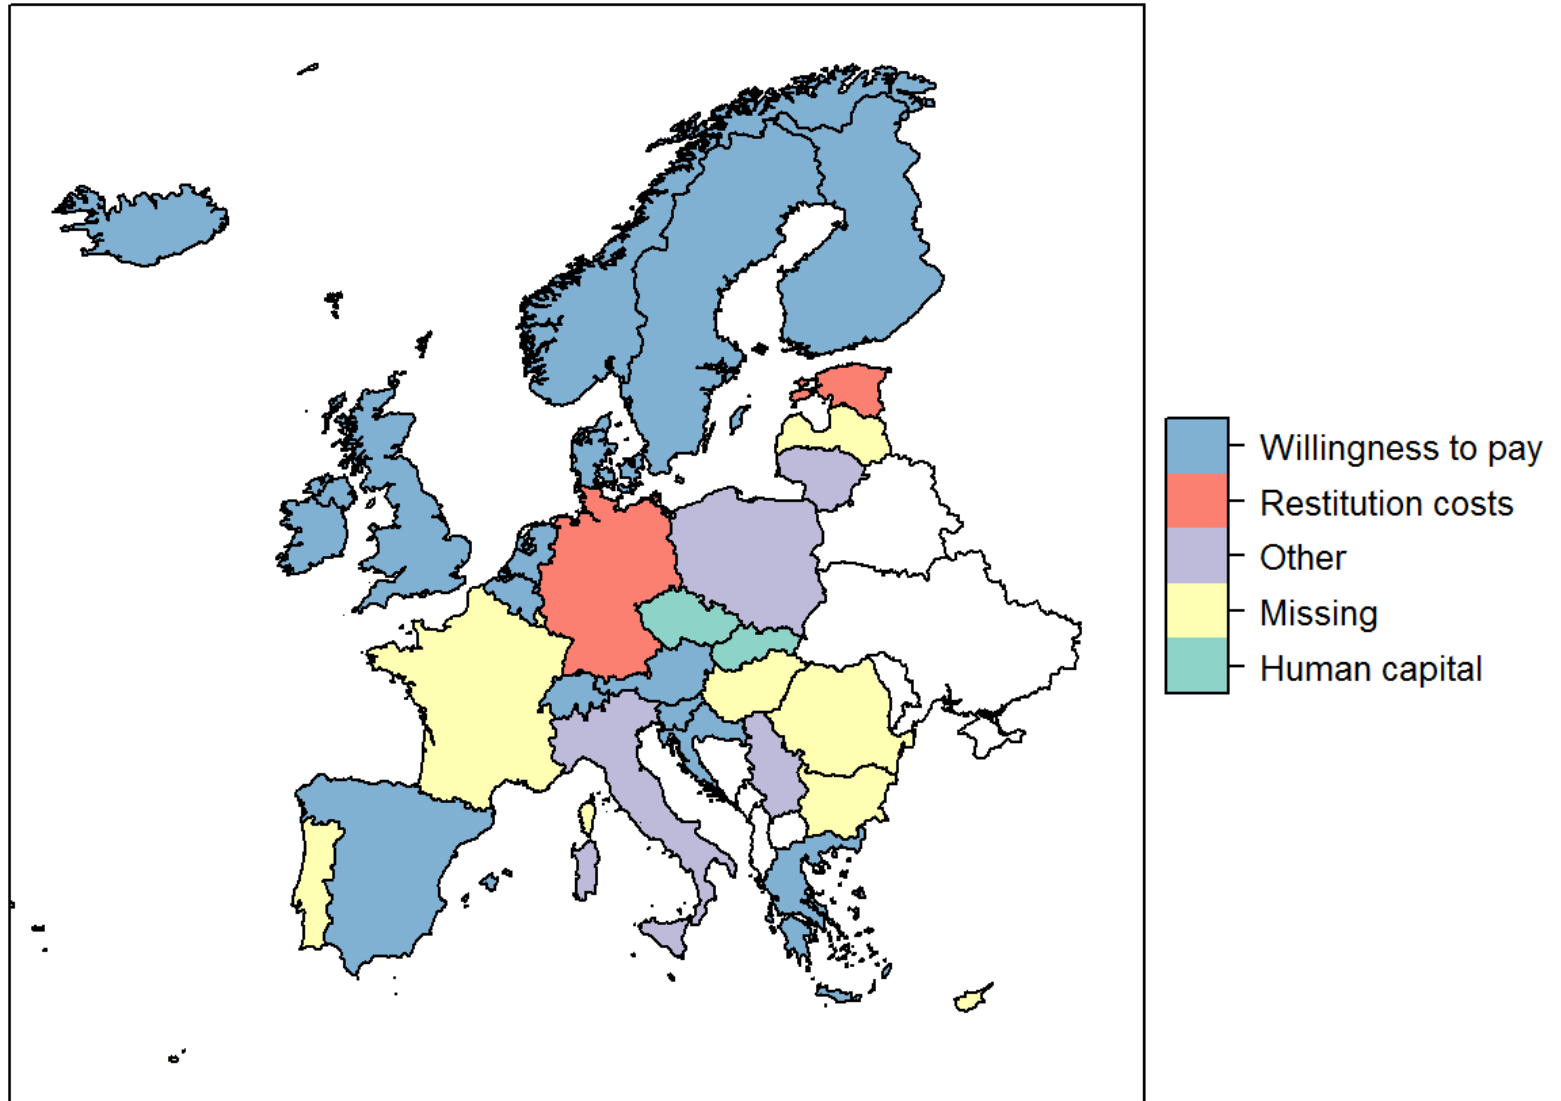 Willingness to pay
Restitution costs
Other
Missing
Human capital